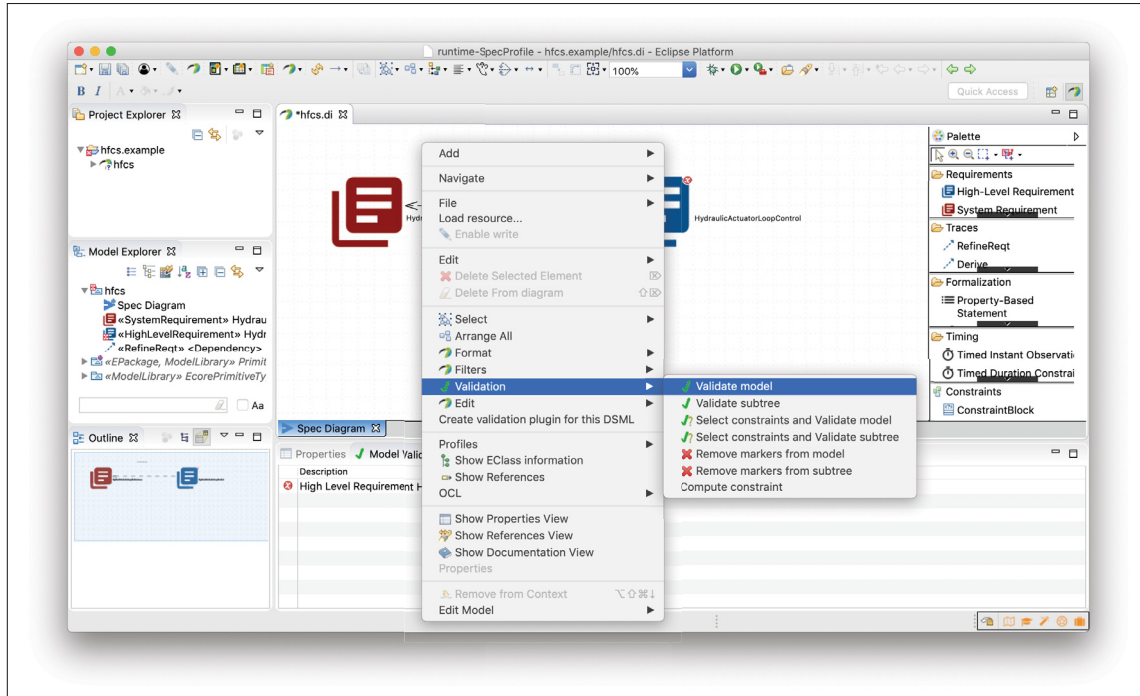 runtime-SpecProfile - hfcs.example/hfcs.di - Eclipse Platform
100%
B I A
Quick Access
Project Explorer
hfcs.example
hfcs
*hfcs.di
HydraulicActuatorLoopControl
Palette
Requirements
High-Level Requirement
System Requirement
Traces
RefineReqt
Derive
Formalization
Property-Based
Statement
Timing
Timed Instant Observati
Timed Duration Constrai
Constraints
ConstraintBlock
Model Explorer
hfcs
Spec Diagram
«SystemRequirement» Hydrau
«HighLevelRequirement» Hydr
«RefineReqt» <Dependency>
«EPackage, ModelLibrary» Primit
«ModelLibrary» EcorePrimitiveTy
Aa
Outline
Add
Navigate
File
Load resource...
Enable write
Edit
Delete Selected Element
Delete From diagram
Select
Arrange All
Format
Filters
Validation
Edit
Create validation plugin for this DSML
Profiles
Show EClass information
Show References
OCL
Show Properties View
Show References View
Show Documentation View
Properties
Remove from Context
Edit Model
Validate model
Validate subtree
Select constraints and Validate model
Select constraints and Validate subtree
Remove markers from model
Remove markers from subtree
Compute constraint
Spec Diagram
Properties Model Valid
Description
High Level Requirement H